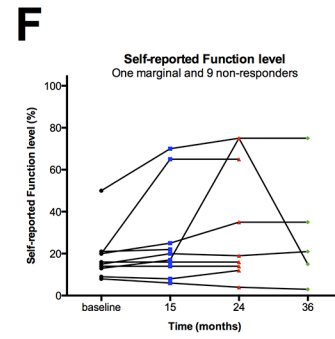 F
Self-reported Function level
One marginal and 9 non-responders
Self-reported Function level (%)
100
80
60
40
20
0
baseline 15 24 36
Time (months)